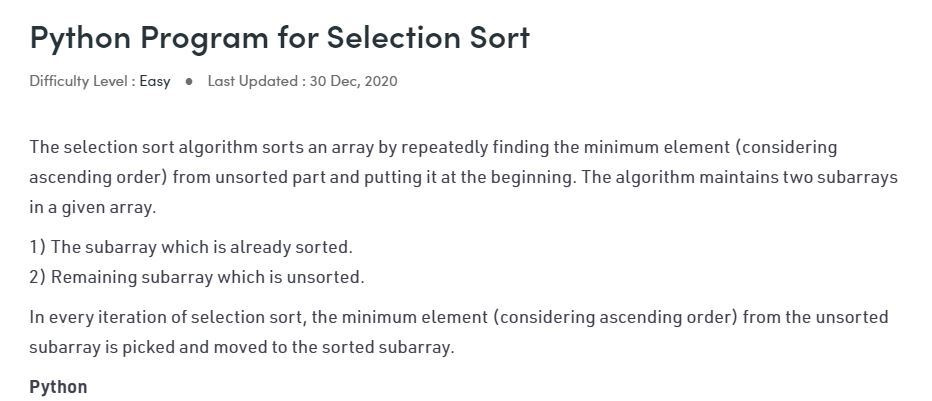 Python Program for Selection Sort
Difficulty Level : Easy ● Last Updated : 30 Dec, 2020
The selection sort algorithm sorts an array by repeatedly finding the minimum element (considering
ascending order) from unsorted part and putting it at the beginning. The algorithm maintains two subarrays
in a given array.
1) The subarray which is already sorted.
2) Remaining subarray which is unsorted.
In every iteration of selection sort, the minimum element (considering ascending order) from the unsorted
subarray is picked and moved to the sorted subarray.
Python